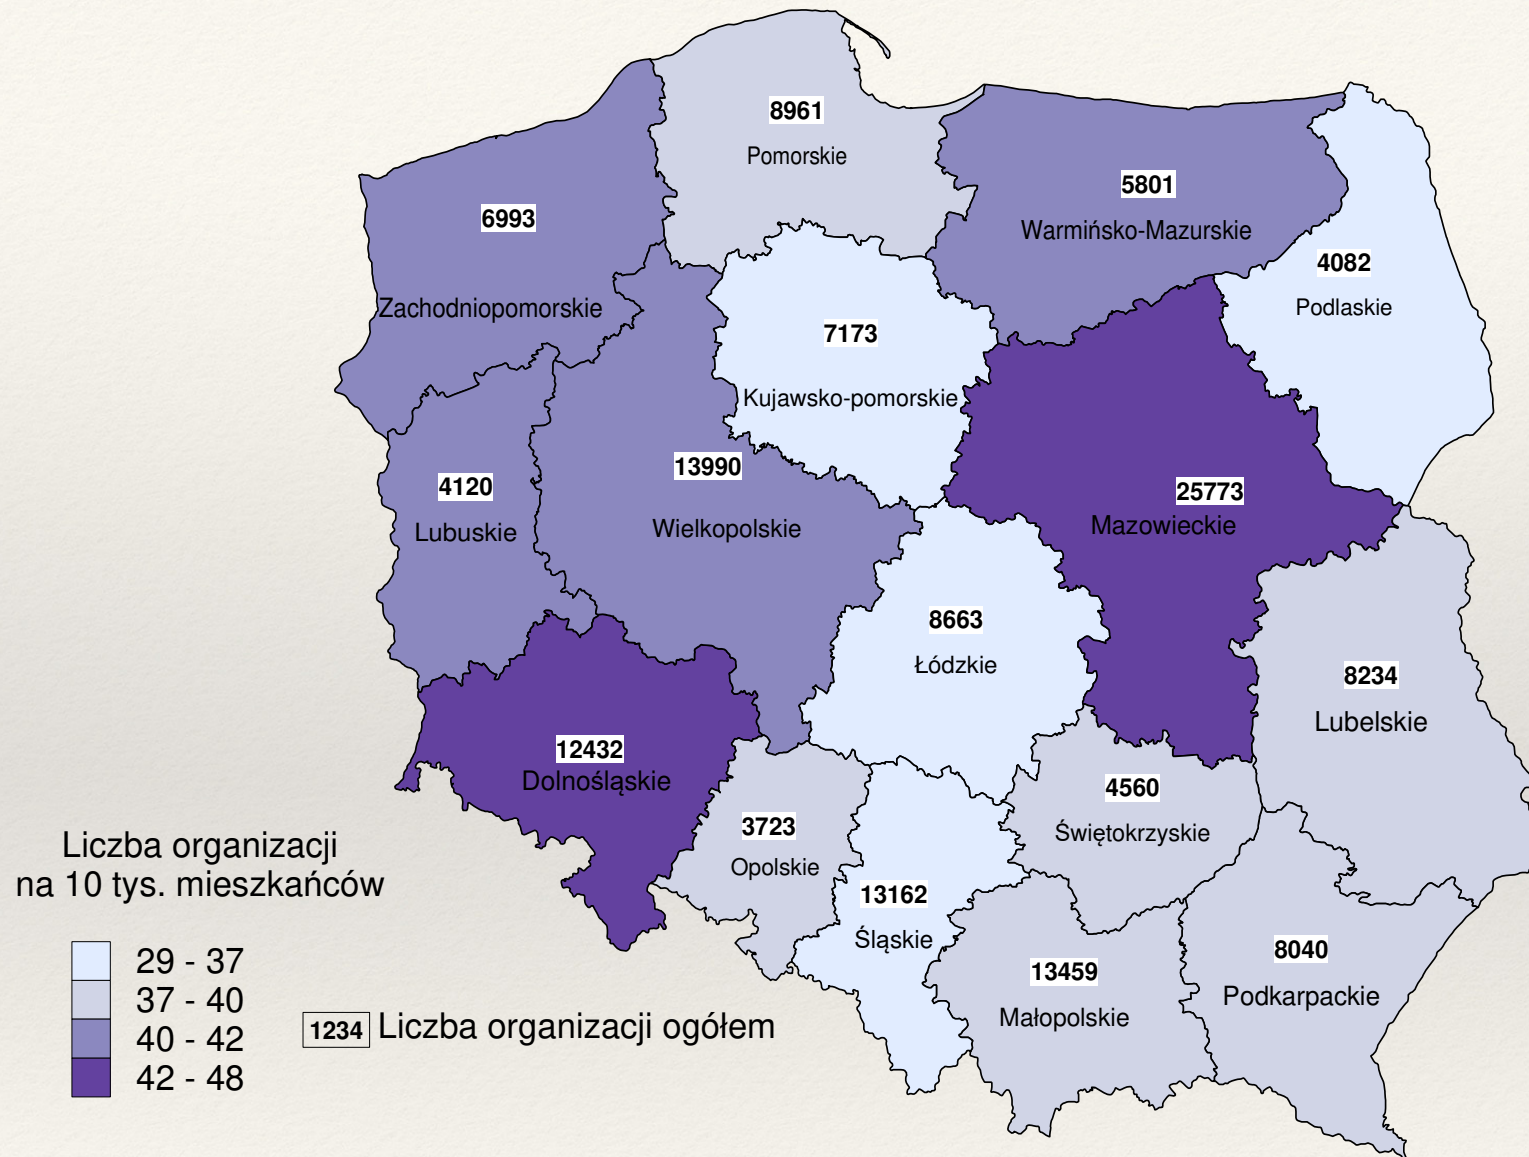 8961
Pomorskie
5801
Warmińsko-Mazurskie
6993
Zachodniopomorskie
4082
Podlaskie
7173
Kujawsko-pomorskie
13990
Wielkopolskie
4120
Lubuskie
25773
Mazowieckie
8663
Łódzkie
8234
Lubelskie
12432
Dolnośląskie
3723
Opolskie
4560
Świętokrzyskie
13162
Śląskie
13459
Małopolskie
8040
Podkarpackie
Liczba organizacji
na 10 tys. mieszkańców
29 - 37
37 - 40
40 - 42
42 - 48
1234 Liczba organizacji ogółem